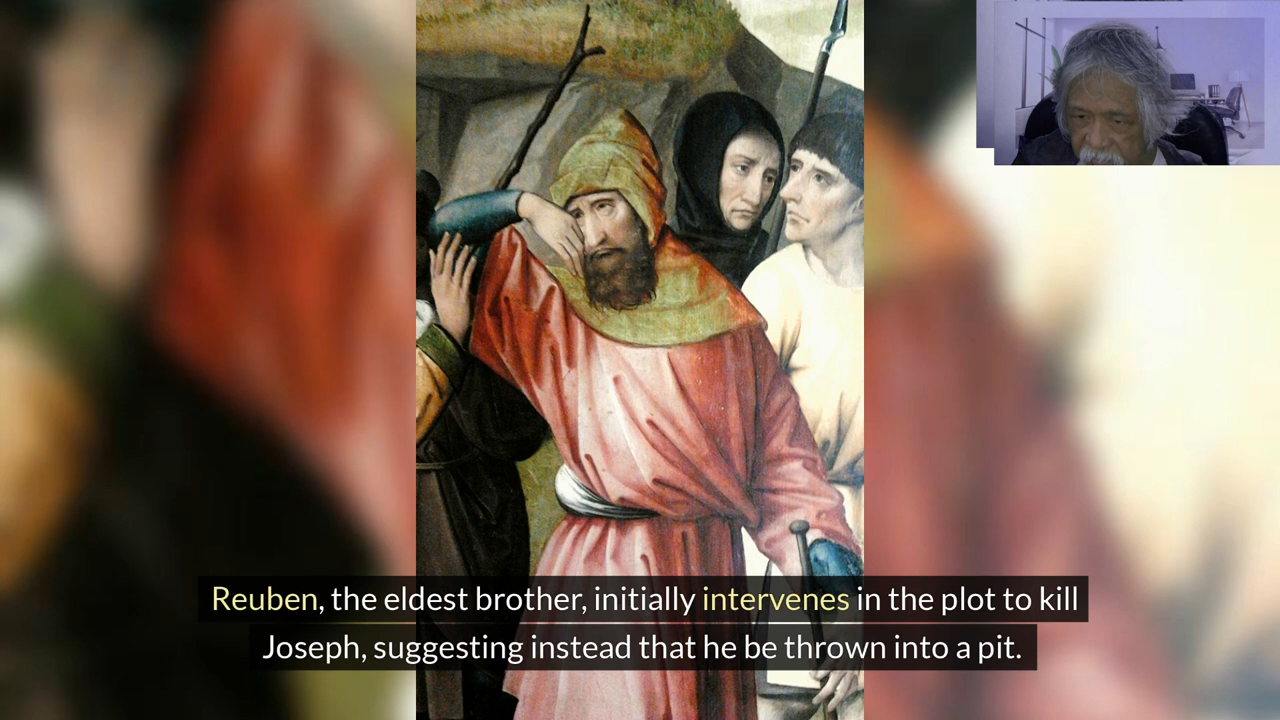 Reuben, the eldest brother, initially intervenes in the plot to kill
Joseph, suggesting instead that he be thrown into a pit.